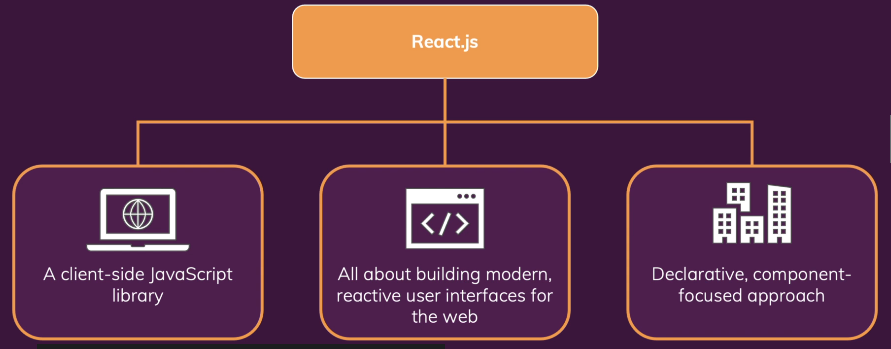 React.js
A client-side JavaScript
library
All about building modern,
reactive user interfaces for
the web
Declarative, component-
focused approach